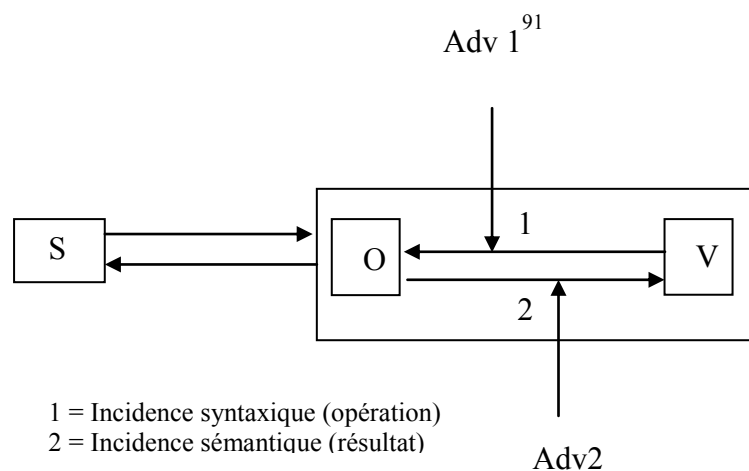 Adv 1⁹¹
1
S
O
V
2
1 = Incidence syntaxique (opération)
2 = Incidence sémantique (résultat)
Adv2